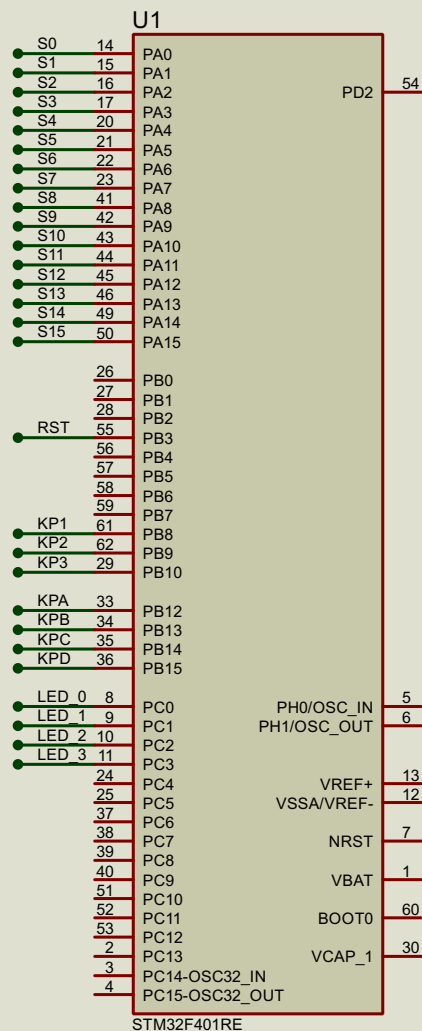 U1
S0 14 PA0
S1 15 PA1
S2 16 PA2 PD2 54
S3 17 PA3
S4 20 PA4
S5 21 PA5
S6 22 PA6
S7 23 PA7
S8 41 PA8
S9 42 PA9
S10 43 PA10
S11 44 PA11
S12 45 PA12
S13 46 PA13
S14 49 PA14
S15 50 PA15
26 PB0
27 PB1
28 PB2
RST 55 PB3
56 PB4
57 PB5
58 PB6
59 PB7
KP1 61 PB8
KP2 62 PB9
KP3 29 PB10
KPA 33 PB12
KPB 34 PB13
KPC 35 PB14
KPD 36 PB15
LED_0 8 PC0 PH0/OSC_IN 5
LED_1 9 PC1 PH1/OSC_OUT 6
LED_2 10 PC2
LED_3 11 PC3
24 PC4 VREF+ 13
25 PC5 VSSA/VREF- 12
37 PC6
38 PC7 NRST 7
39 PC8
40 PC9 VBAT 1
51 PC10
52 PC11 BOOT0 60
53 PC12
2 PC13 VCAP_1 30
3 PC14-OSC32_IN
4 PC15-OSC32_OUT
STM32F401RE